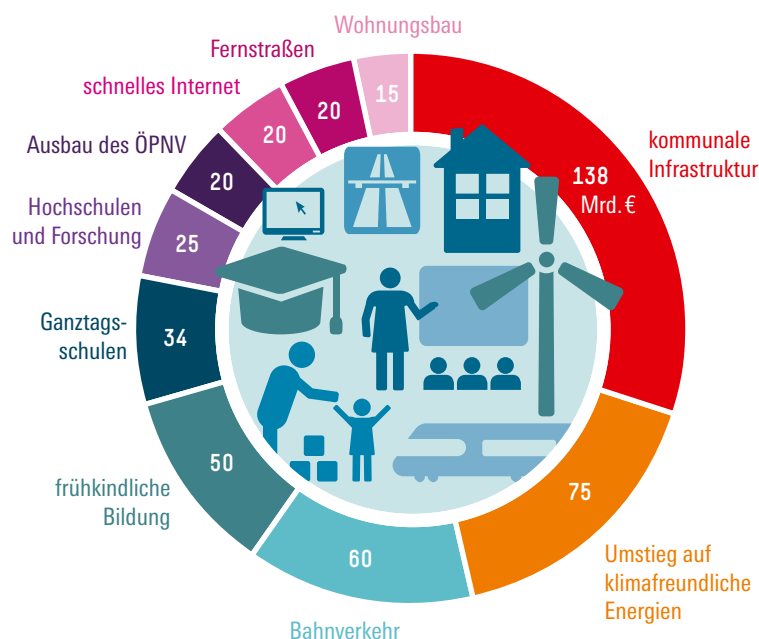 Wohnungsbau
15
Fernstraßen
20
schnelles Internet
20
Ausbau des ÖPNV
20
Hochschulen
und Forschung
25
Ganztags-
schulen
34
frühkindliche
Bildung
50
Bahnverkehr
60
Umstieg auf
klimafreundliche
Energien
75
kommunale
Infrastruktur
138
Mrd. €